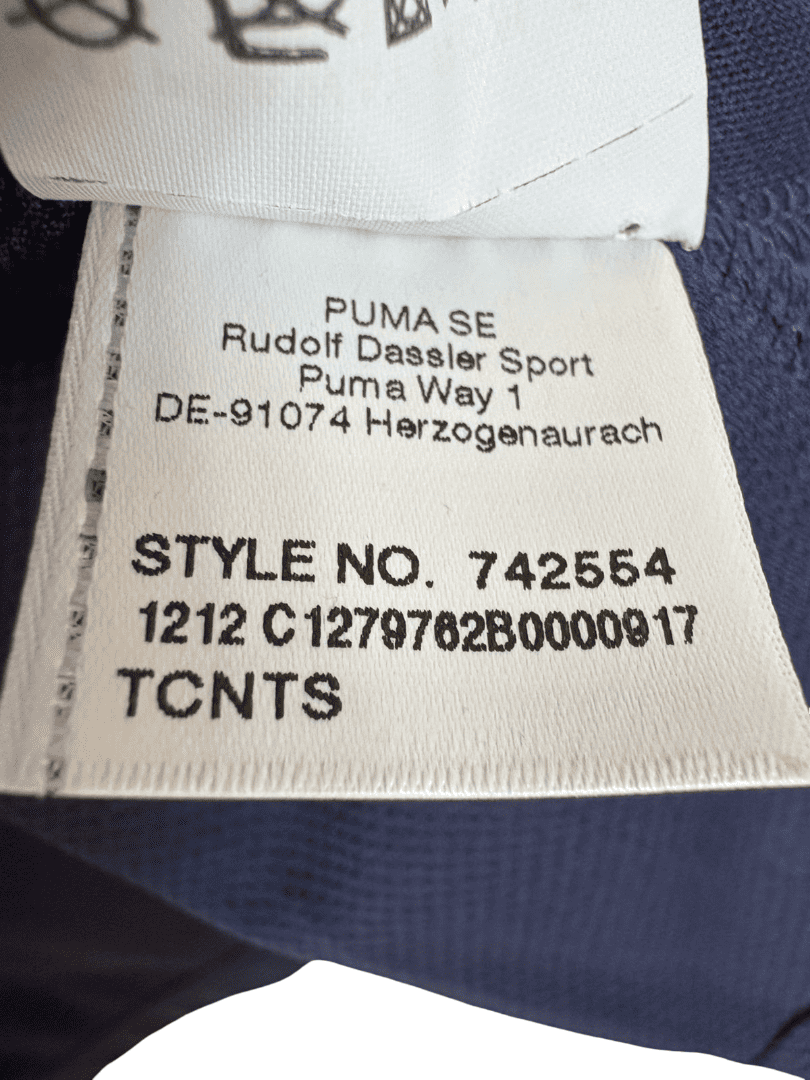 PUMA SE
Rudolf Dassler Sport
Puma Way 1
DE-91074 Herzogenaurach
STYLE NO. 742554
1212 C1279762B0000917
TCNTS